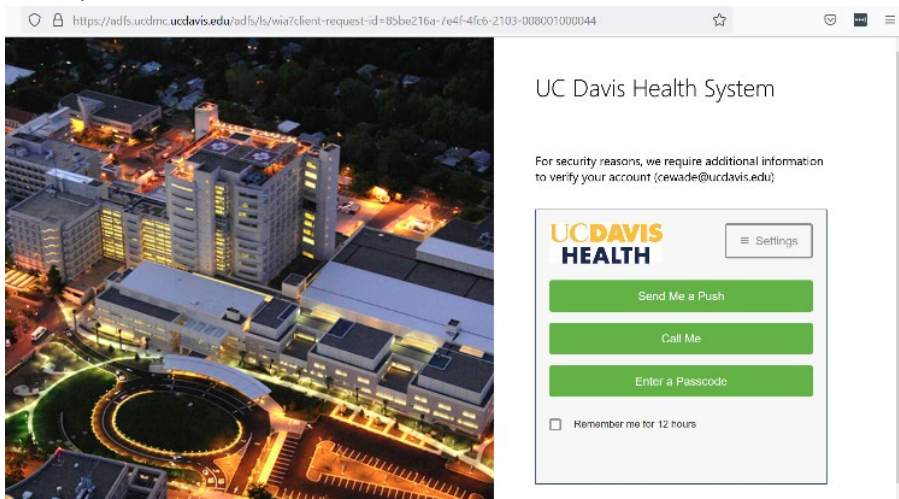 https://adfs.ucdmc.ucdavis.edu/adfs/ls/wia?client-request-id=85be216a-7e4f-4fc6-2103-008001000044
UC Davis Health System
For security reasons, we require additional information
to verify your account (cewade@ucdavis.edu)
UCDAVIS
HEALTH
≡ Settings
Send Me a Push
Call Me
Enter a Passcode
Remember me for 12 hours